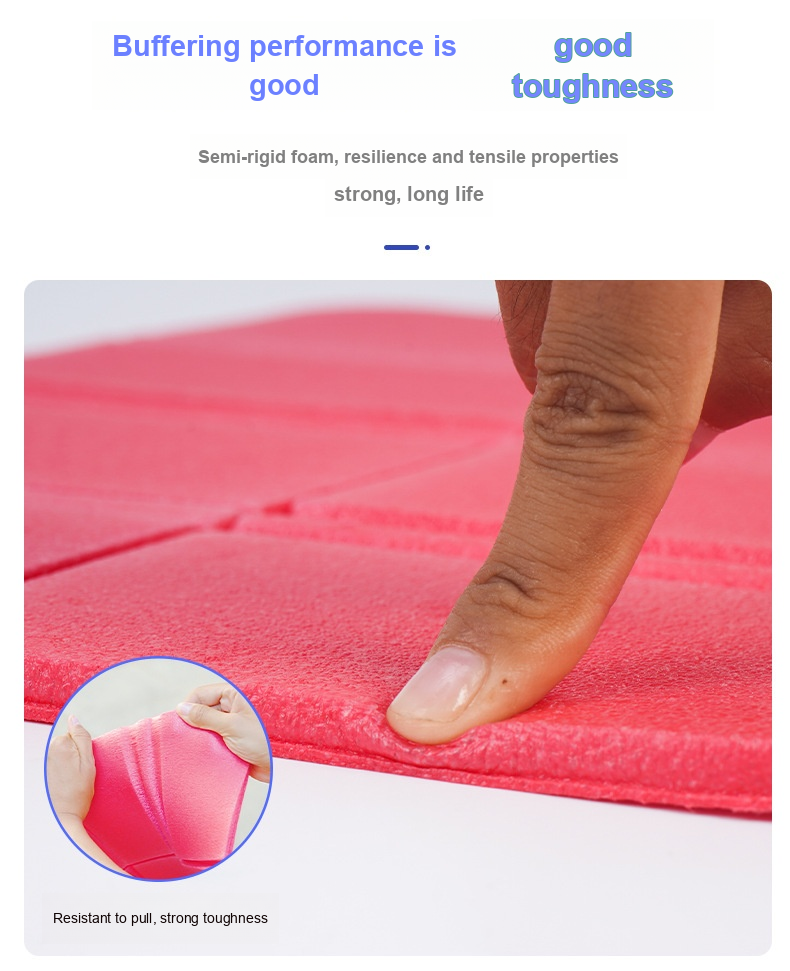 Buffering performance is
good
good
toughness
Semi-rigid foam, resilience and tensile properties
strong, long life
Resistant to pull, strong toughness